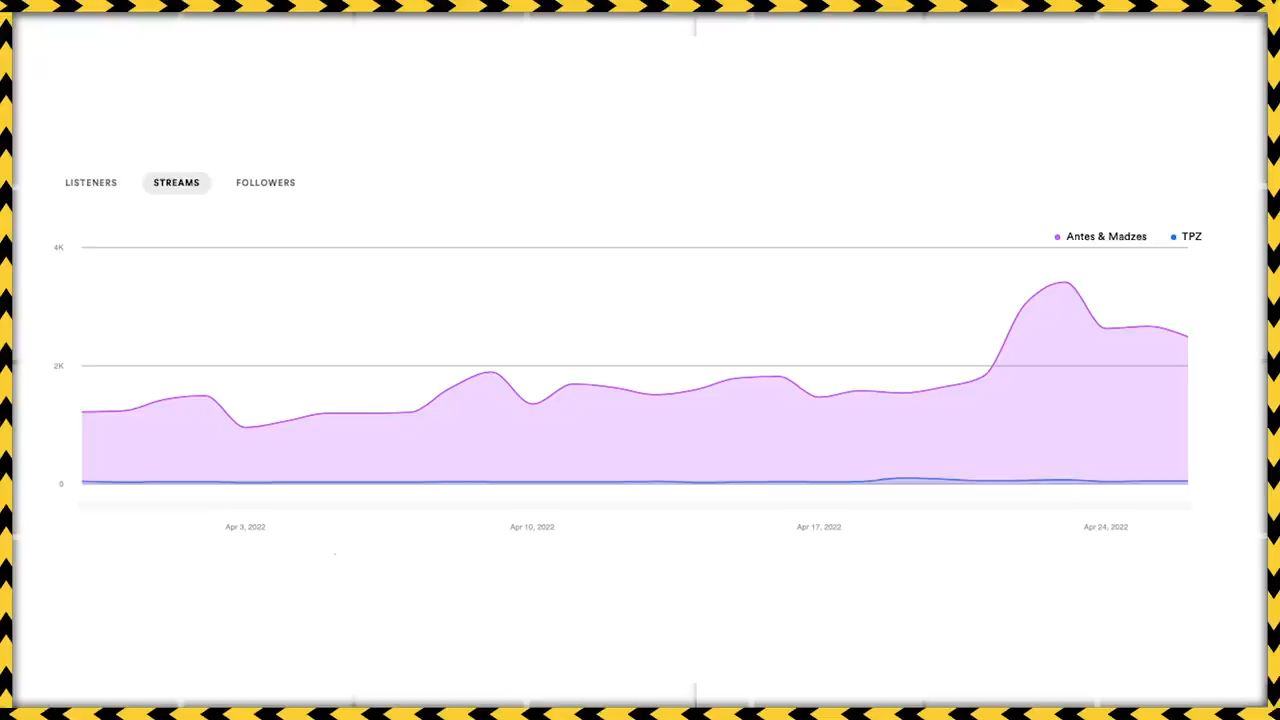 LISTENERS STREAMS FOLLOWERS
Antes & Madzes TPZ
4K
2K
0
Apr 3, 2022 Apr 10, 2022 Apr 17, 2022 Apr 24, 2022